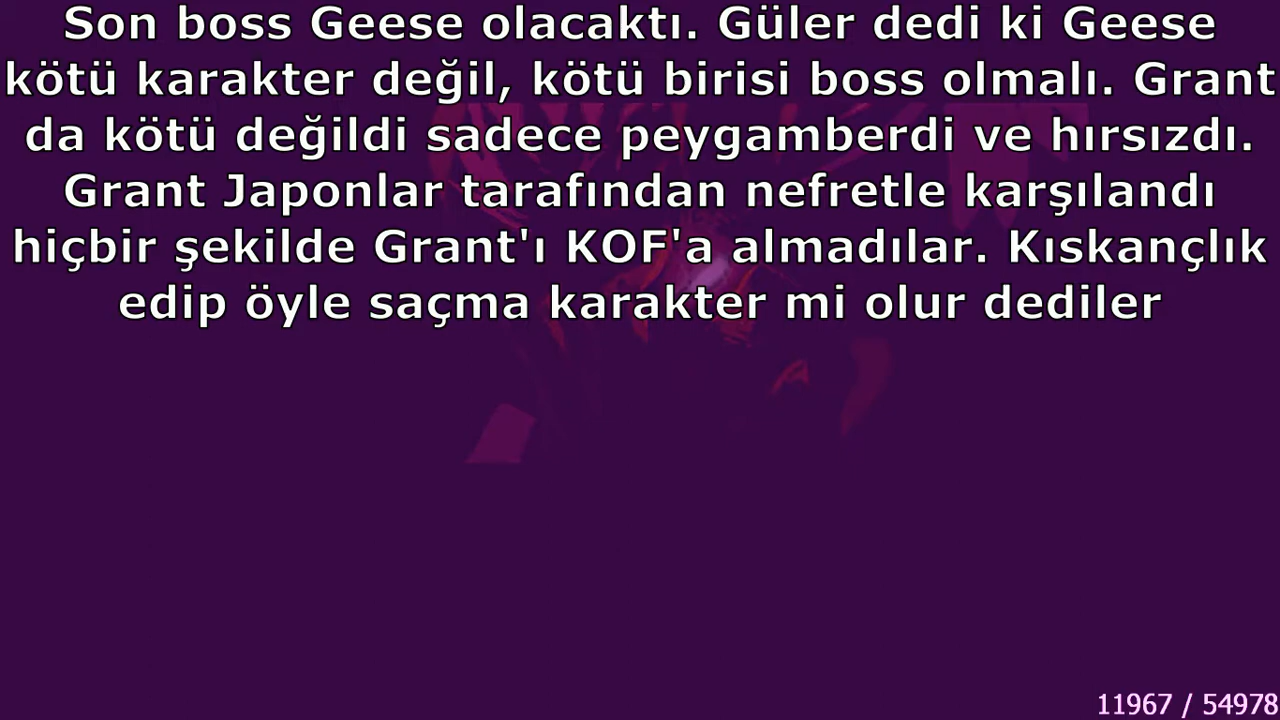 Son boss Geese olacaktı. Güler dedi ki Geese
kötü karakter değil, kötü birisi boss olmalı. Grant
da kötü değildi sadece peygamberdi ve hırsızdı.
Grant Japonlar tarafından nefretle karşılandı
hiçbir şekilde Grant'ı KOF'a almadılar. Kıskançlık
edip öyle saçma karakter mi olur dediler
11967 / 54978